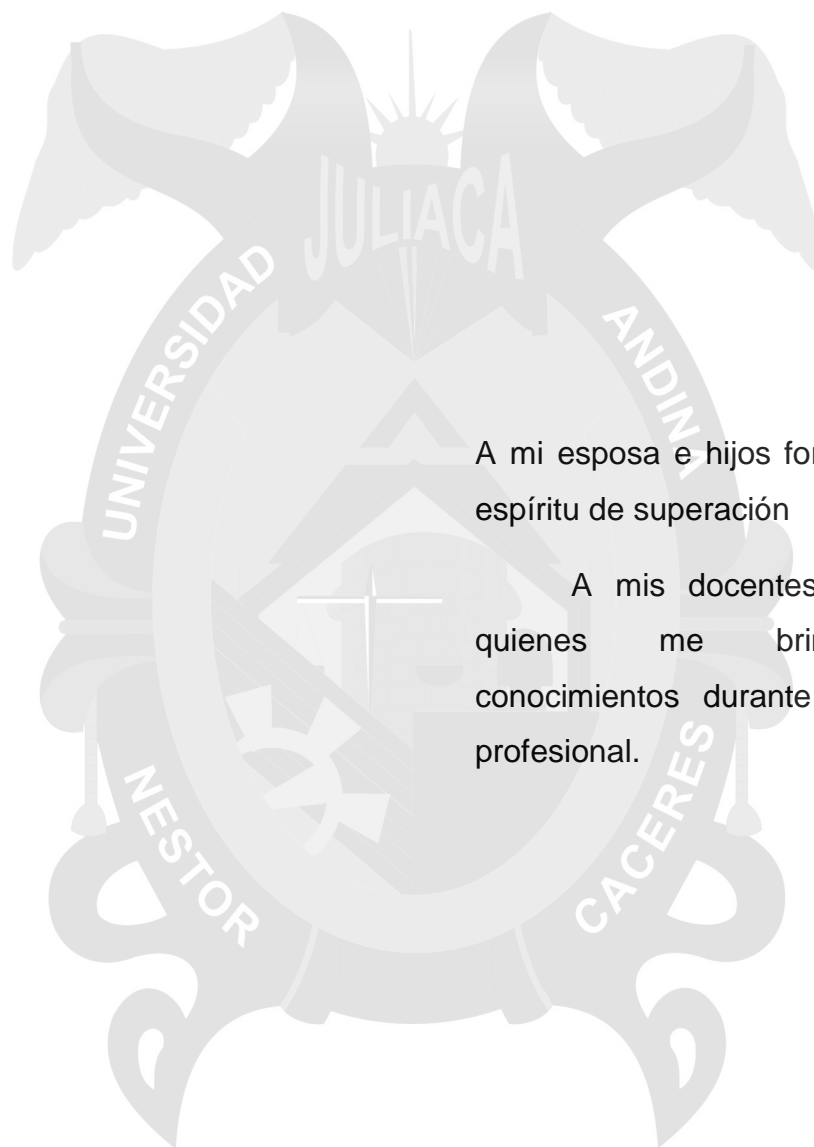 JULIACA
UNIVERSIDAD
ANDINA
A mi esposa e hijos
espíritu de superación
A mis docentes
quienes me
conocimientos durante
profesional.
NESTOR
CACERES